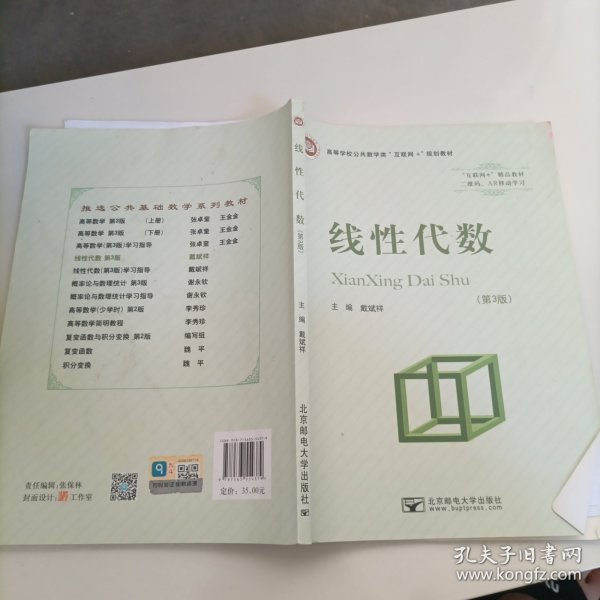 推选公共基础数学系列教材
高等数学 第3版 (上册) 张卓奎 王金金
高等数学 第3版 (下册) 张卓奎 王金金
高等数学(第3版)学习指导 张卓奎 王金金
线性代数 第3版 戴斌祥
线性代数(第3版)学习指导 戴斌祥
概率论与数理统计 第3版 谢永钦
概率论与数理统计学习指导 谢永钦
高等数学(少学时) 第2版 李秀珍
高等数学简明教程 李秀珍
复变函数与积分变换 第2版 编写组
复变函数 魏 平
积分变换 魏 平
责任编辑:张保林
封面设计: 工作室
定价: 35.00元
线性代数
(第3版)
主编 戴斌祥
北京邮电大学出版社
高等学校公共数学类"互联网+"规划教材
"互联网+"精品教材
二维码、AR移动学习
线性代数
XianXing Dai Shu
(第3版)
主 编 戴斌祥
北京邮电大学出版社
www.buptpress.com
孔夫子旧书网
www.kongfz.com